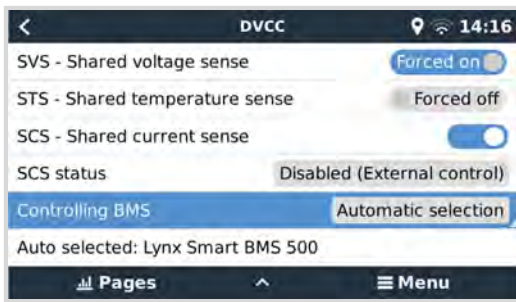 DVCC 14:16
SVS - Shared voltage sense Forced on
STS - Shared temperature sense Forced off
SCS - Shared current sense
SCS status Disabled (External control)
Controlling BMS Automatic selection
Auto selected: Lynx Smart BMS 500
Pages Menu